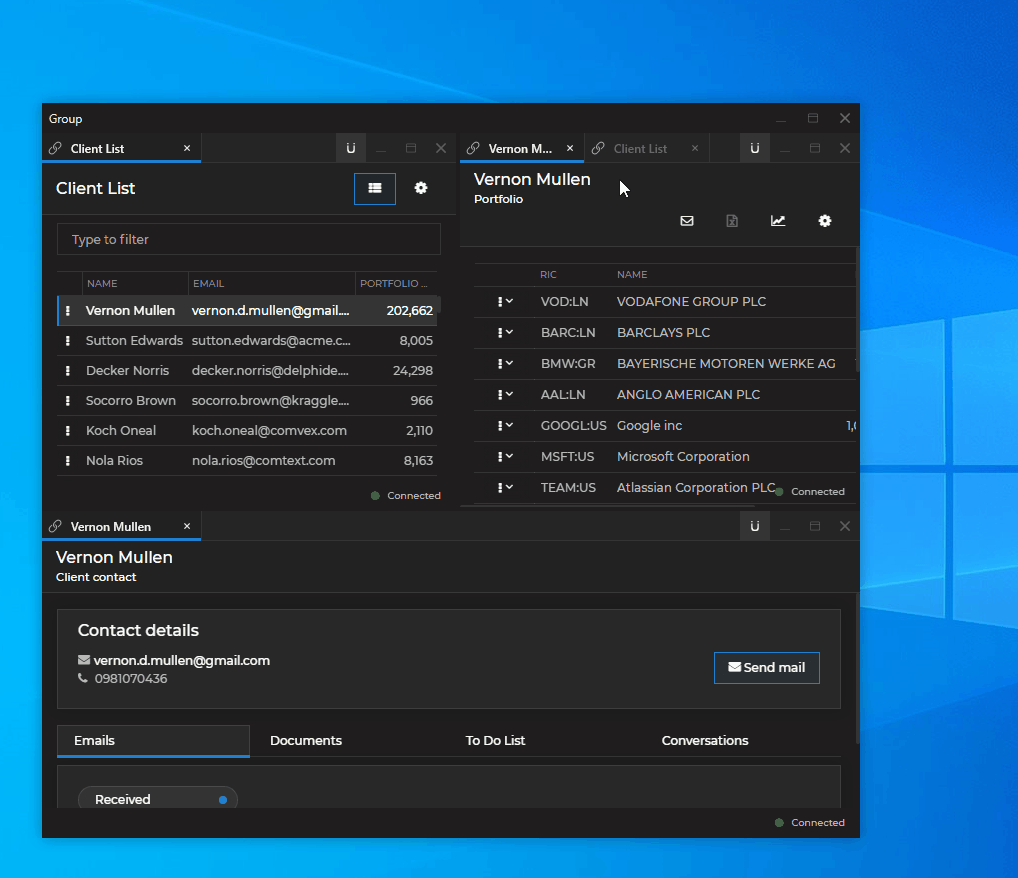 Group
Client List
Client List
Type to filter
NAME EMAIL PORTFOLIO ...
Vernon Mullen vernon.d.mullen@gmail.... 202,662
Sutton Edwards sutton.edwards@acme.c... 8,005
Decker Norris decker.norris@delphide.... 24,298
Socorro Brown socorro.brown@kraggle.... 966
Koch Oneal koch.oneal@comvex.com 2,110
Nola Rios nola.rios@comtext.com 8,163
Connected
Vernon M... Client List
Vernon Mullen
Portfolio
RIC NAME
VOD:LN VODAFONE GROUP PLC
BARC:LN BARCLAYS PLC
BMW:GR BAYERISCHE MOTOREN WERKE AG
AAL:LN ANGLO AMERICAN PLC
GOOGL:US Google inc
MSFT:US Microsoft Corporation
TEAM:US Atlassian Corporation PLC
Connected
Vernon Mullen
Vernon Mullen
Client contact
Contact details
vernon.d.mullen@gmail.com
0981070436
Send mail
Emails Documents To Do List Conversations
Received
Connected